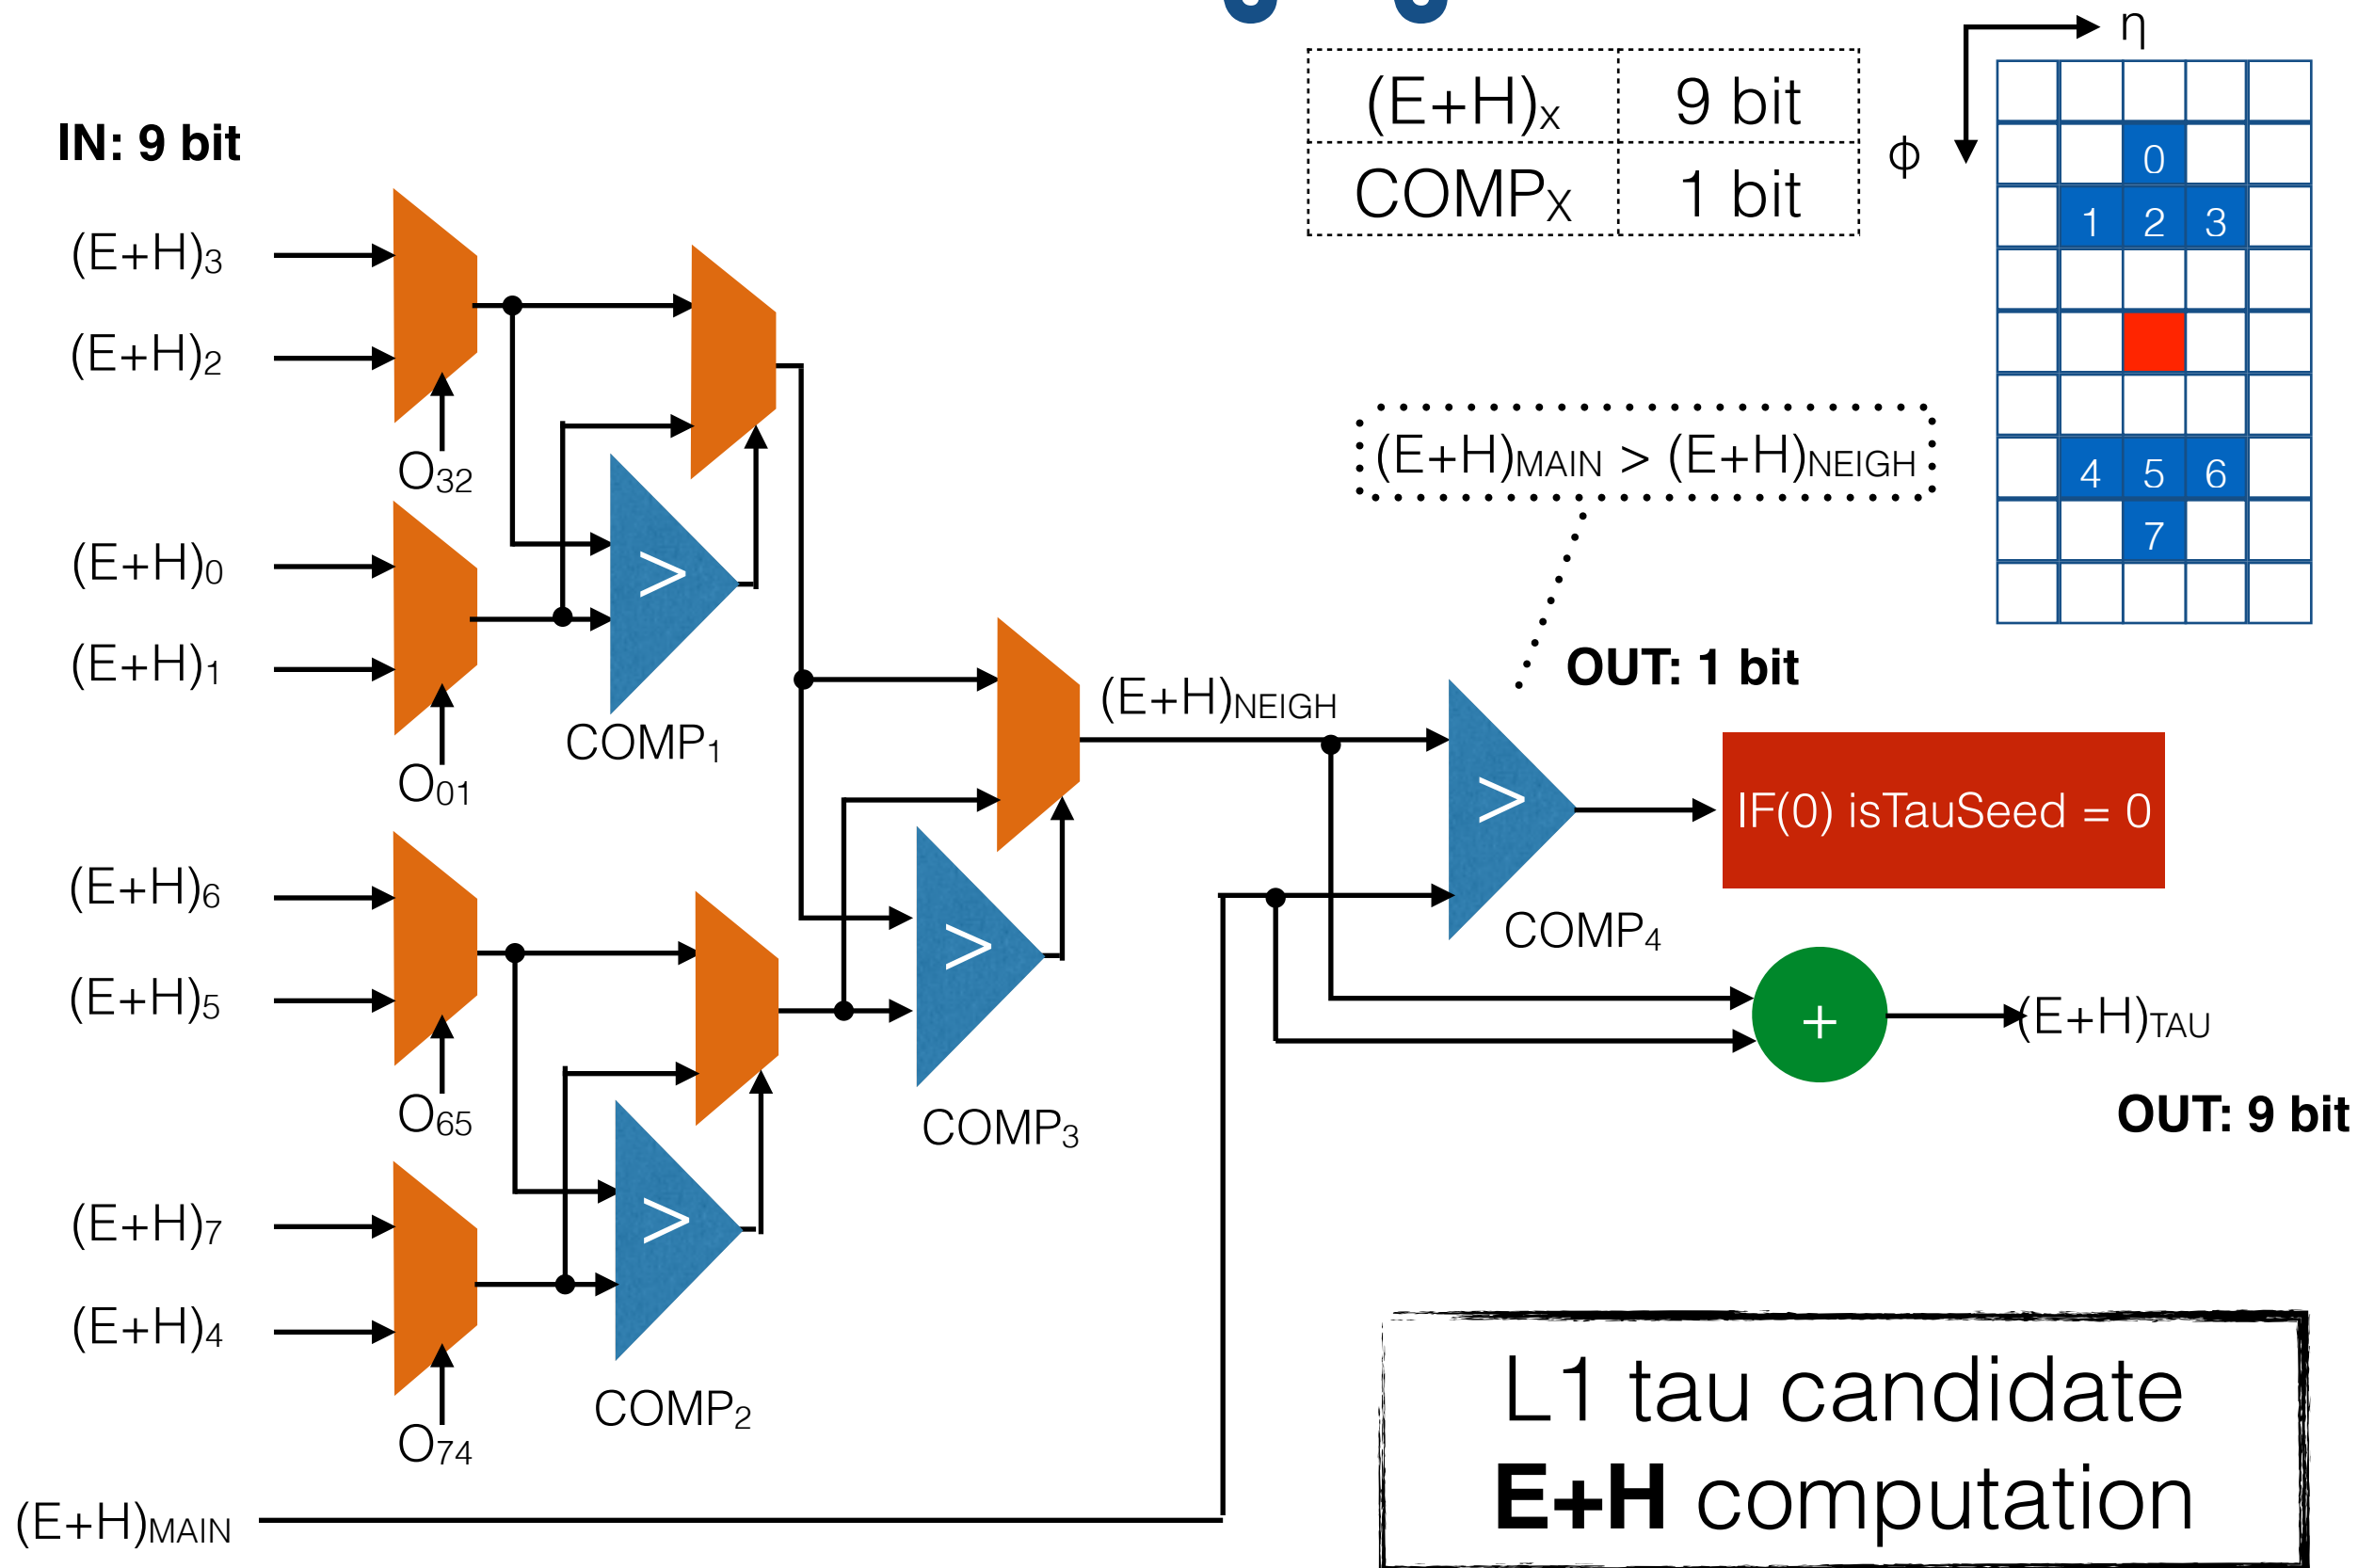 IN: 9 bit
(E+H)X 9 bit
COMPX 1 bit
η
ϕ
0
1 2 3
4 5 6
7
(E+H)3
(E+H)2
O32
(E+H)0
(E+H)1
O01
COMP1
(E+H)6
(E+H)5
O65
(E+H)7
(E+H)4
O74
COMP2
(E+H)MAIN
>
>
>
COMP3
(E+H)NEIGH
(E+H)MAIN > (E+H)NEIGH
>
COMP4
OUT: 1 bit
IF(0) isTauSeed = 0
+
(E+H)TAU
OUT: 9 bit
L1 tau candidate
E+H computation